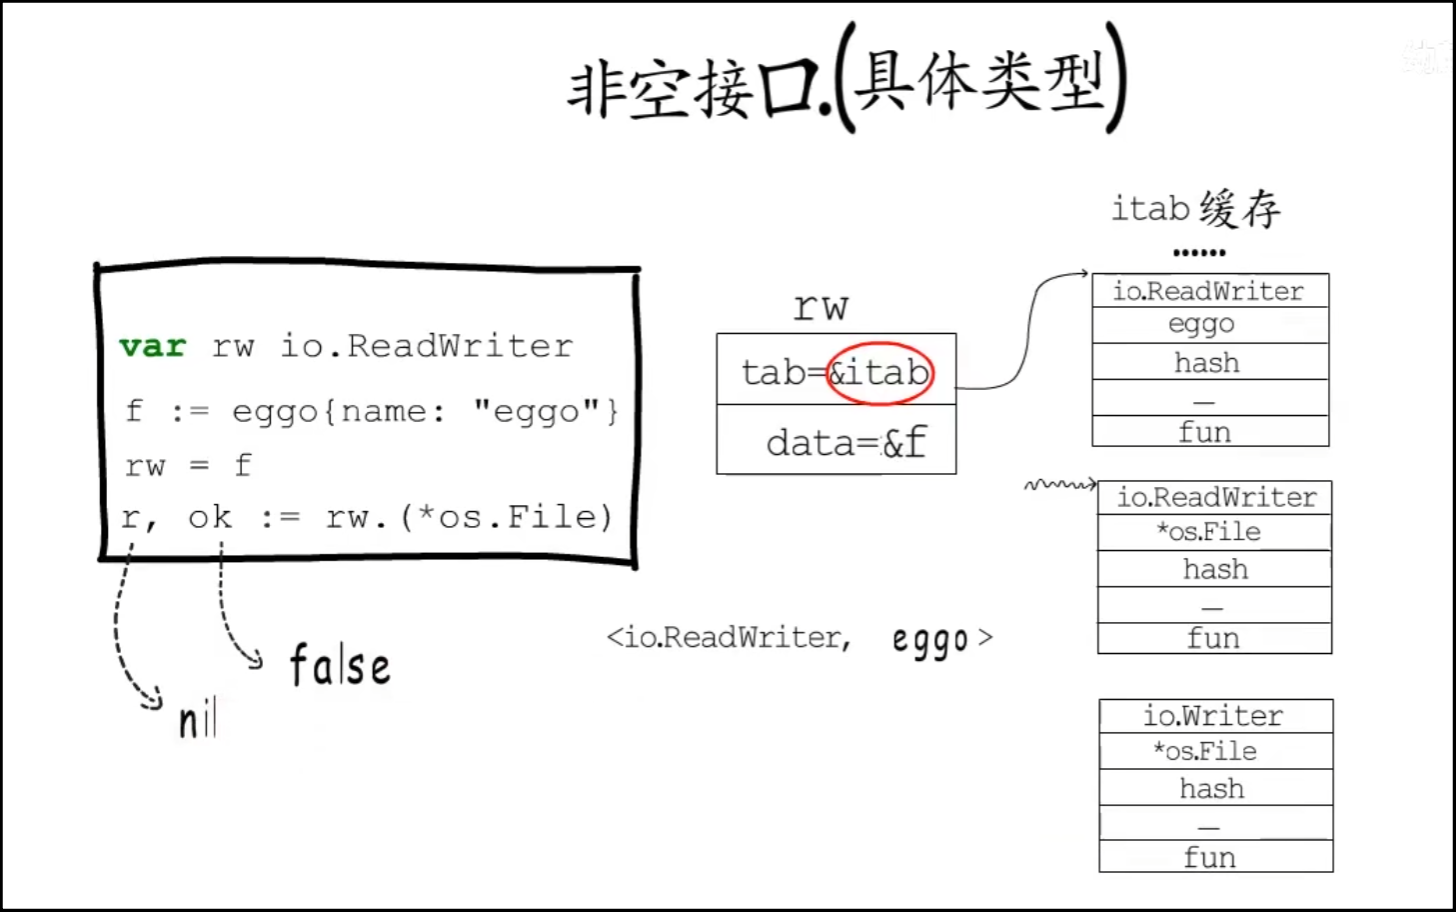 非空接口.(具体类型)
var rw io.ReadWriter
f := eggo{name: "eggo"}
rw = f
r, ok := rw.(*os.File)
false
nil
rw
tab=&itab
data=&f
<io.ReadWriter, eggo>
itab 缓存
......
io.ReadWriter
eggo
hash
—
fun
io.ReadWriter
*os.File
hash
—
fun
io.Writer
*os.File
hash
—
fun